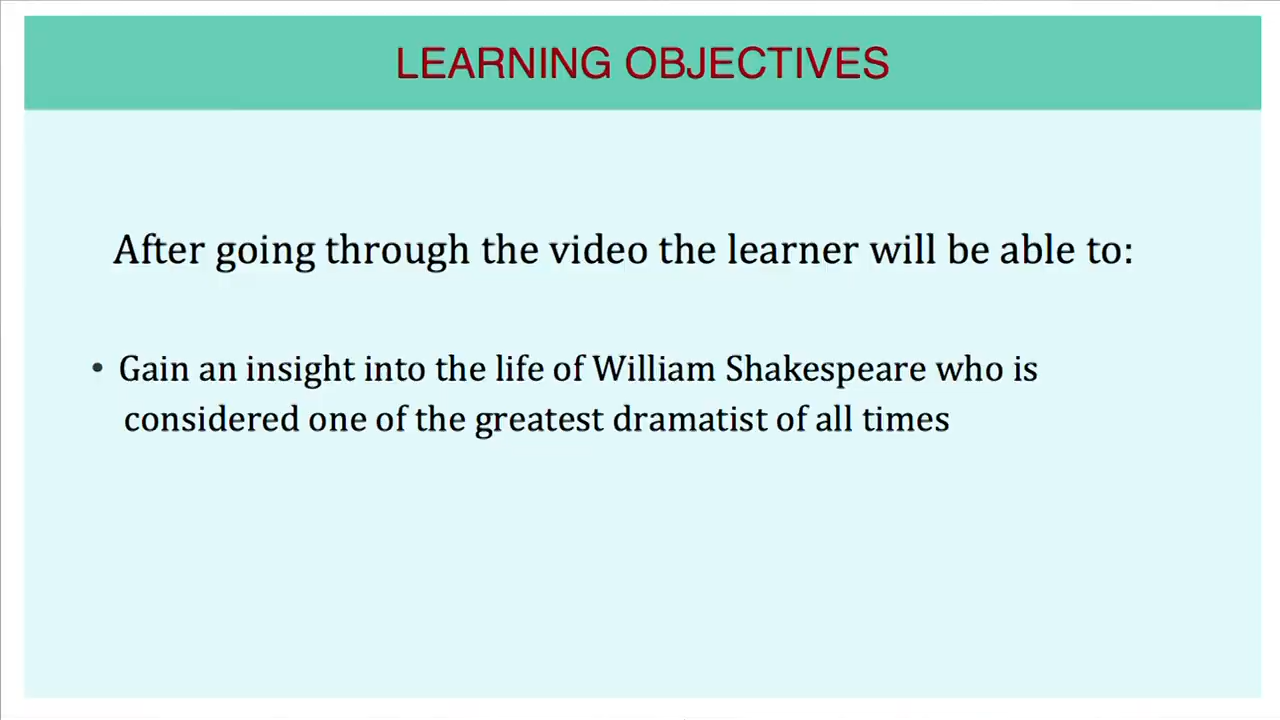 LEARNING OBJECTIVES
After going through the video the learner will be able to:
• Gain an insight into the life of William Shakespeare who is
considered one of the greatest dramatist of all times